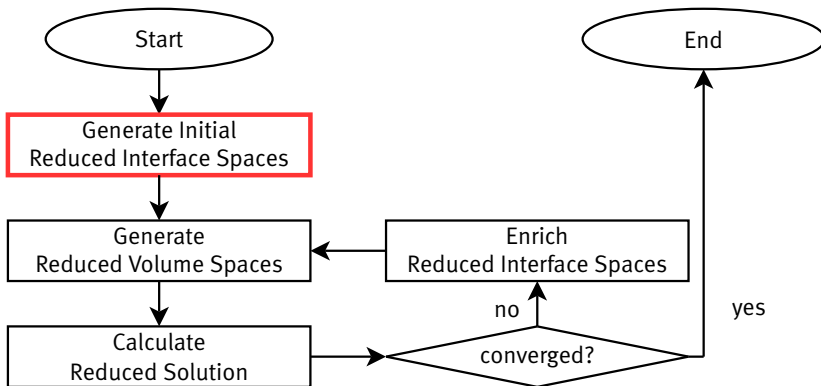 Start
End
Generate Initial
Reduced Interface Spaces
Generate
Reduced Volume Spaces
Enrich
Reduced Interface Spaces
no
yes
Calculate
Reduced Solution
converged?